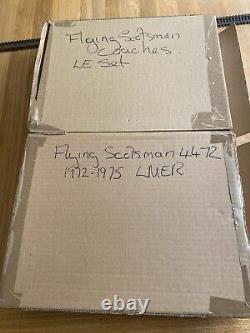 Flying Scotsman
Coaches
LE Set
Flying Scotsman 4472
1972-1975 LMER